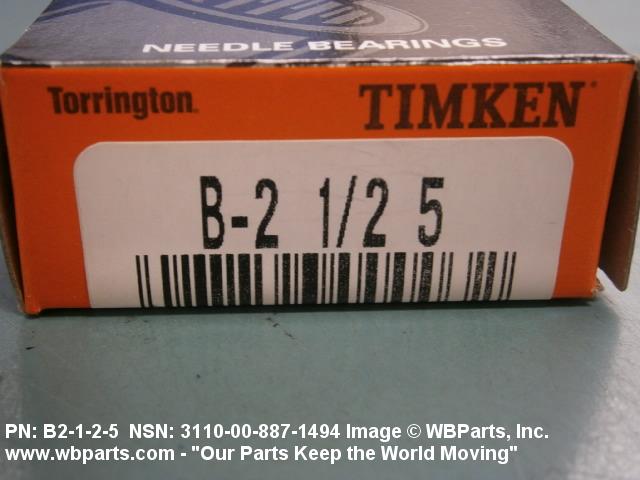 NEEDLE BEARINGS
Torrington
TIMKEN
B-2 1/2 5
PN: B2-1-2-5 NSN: 3110-00-887-1494 Image © WBParts, Inc.
www.wbparts.com - "Our Parts Keep the World Moving"